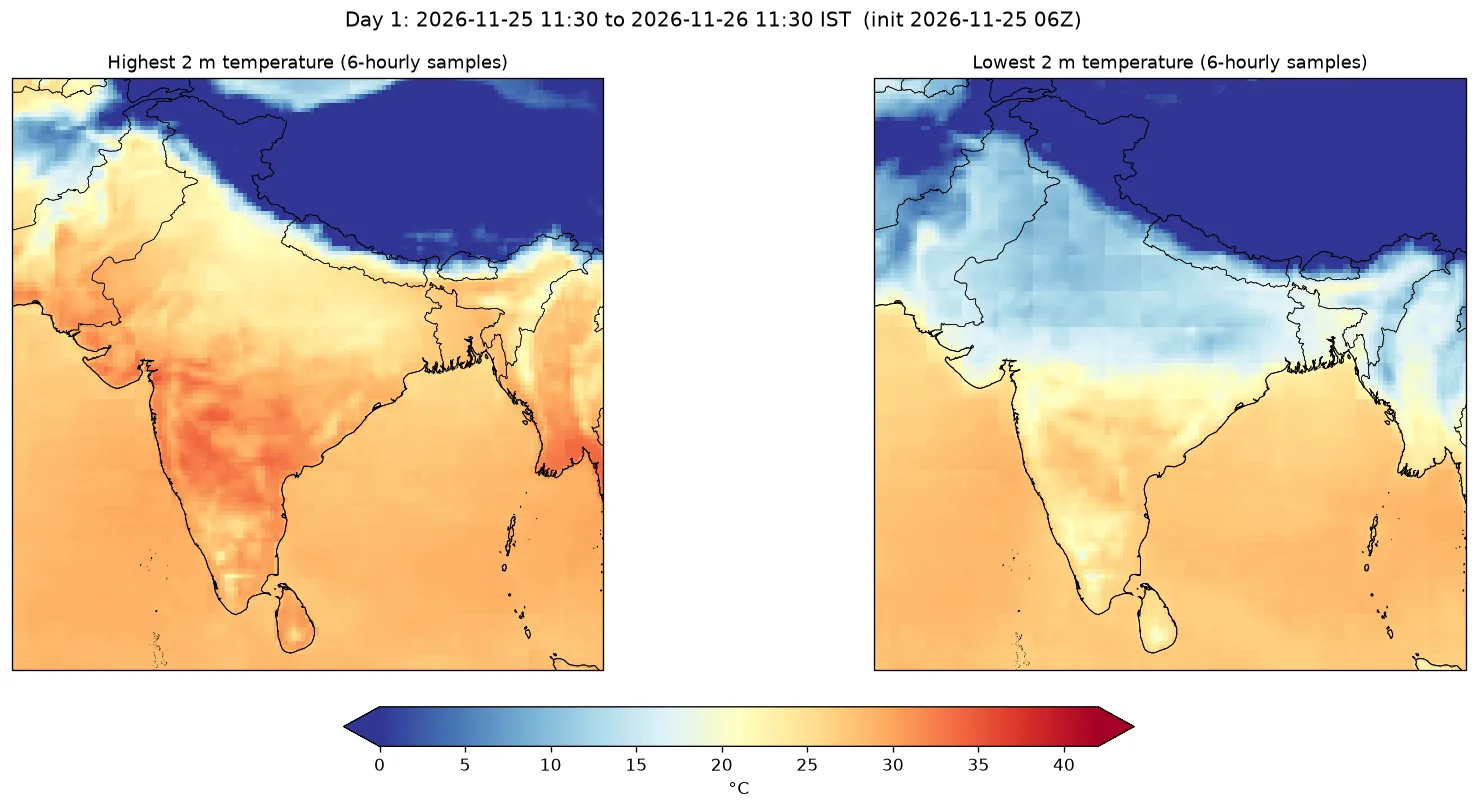 Day 1: 2026-11-25 11:30 to 2026-11-26 11:30 IST  (init 2026-11-25 06Z)
Highest 2 m temperature (6-hourly samples)
Lowest 2 m temperature (6-hourly samples)
0 5 10 15 20 25 30 35 40
°C